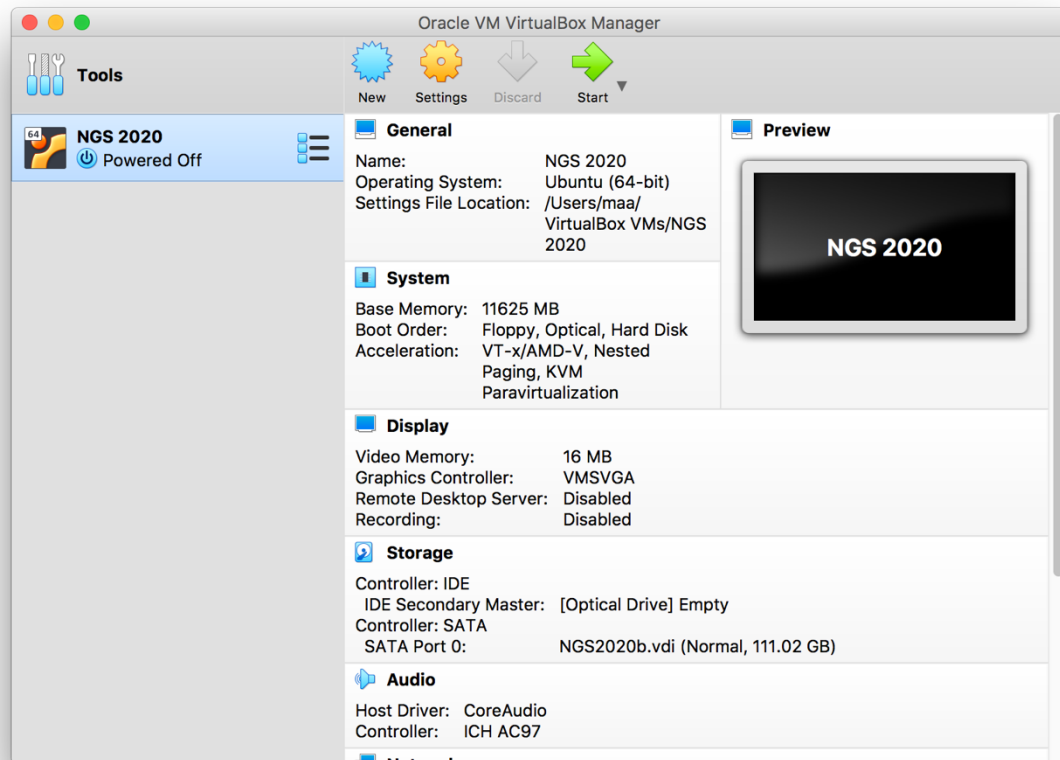 Oracle VM VirtualBox Manager
Tools
New Settings Discard Start
64
NGS 2020
Powered Off
General
Name: NGS 2020
Operating System: Ubuntu (64-bit)
Settings File Location: /Users/maa/
VirtualBox VMs/NGS
2020
Preview
NGS 2020
System
Base Memory: 11625 MB
Boot Order: Floppy, Optical, Hard Disk
Acceleration: VT-x/AMD-V, Nested
Paging, KVM
Paravirtualization
Display
Video Memory: 16 MB
Graphics Controller: VMSVGA
Remote Desktop Server: Disabled
Recording: Disabled
Storage
Controller: IDE
IDE Secondary Master: [Optical Drive] Empty
Controller: SATA
SATA Port 0: NGS2020b.vdi (Normal, 111.02 GB)
Audio
Host Driver: CoreAudio
Controller: ICH AC97